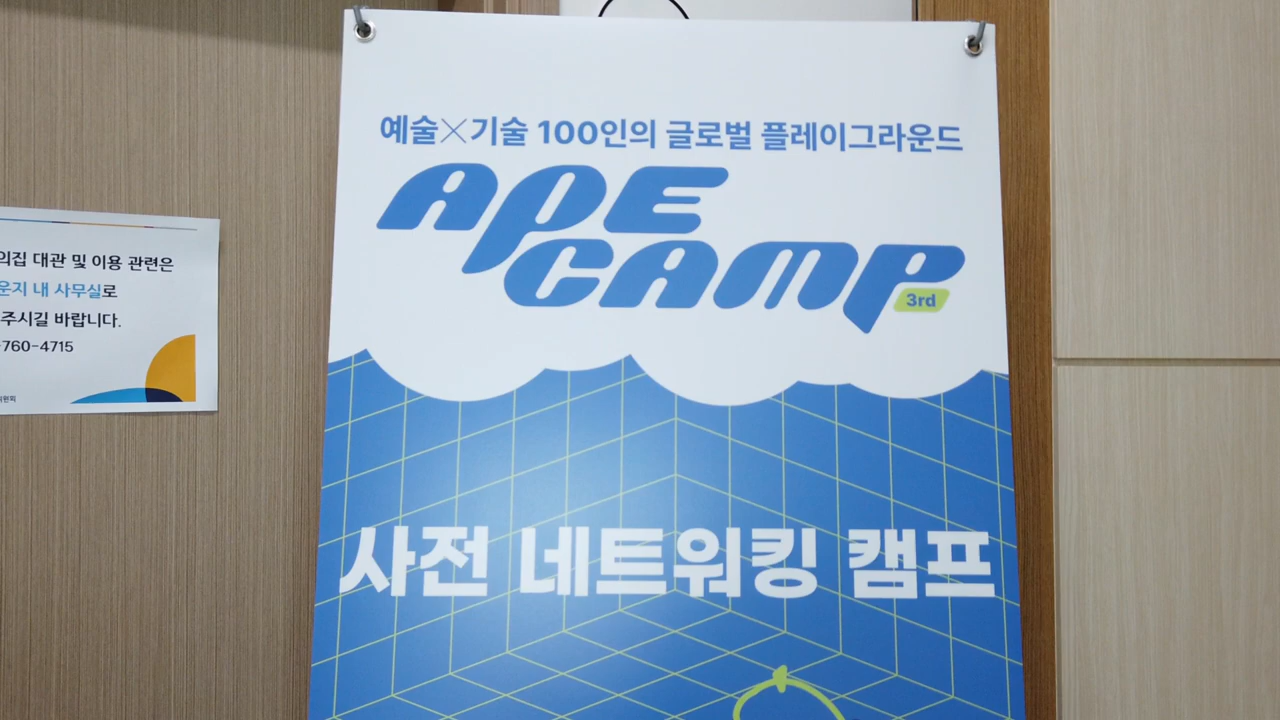 예술×기술 100인의 글로벌 플레이그라운드
APE
CAMP
3rd
사전 네트워킹 캠프
의집 대관 및 이용 관련은
운지 내 사무실로
주시길 바랍니다.
-760-4715